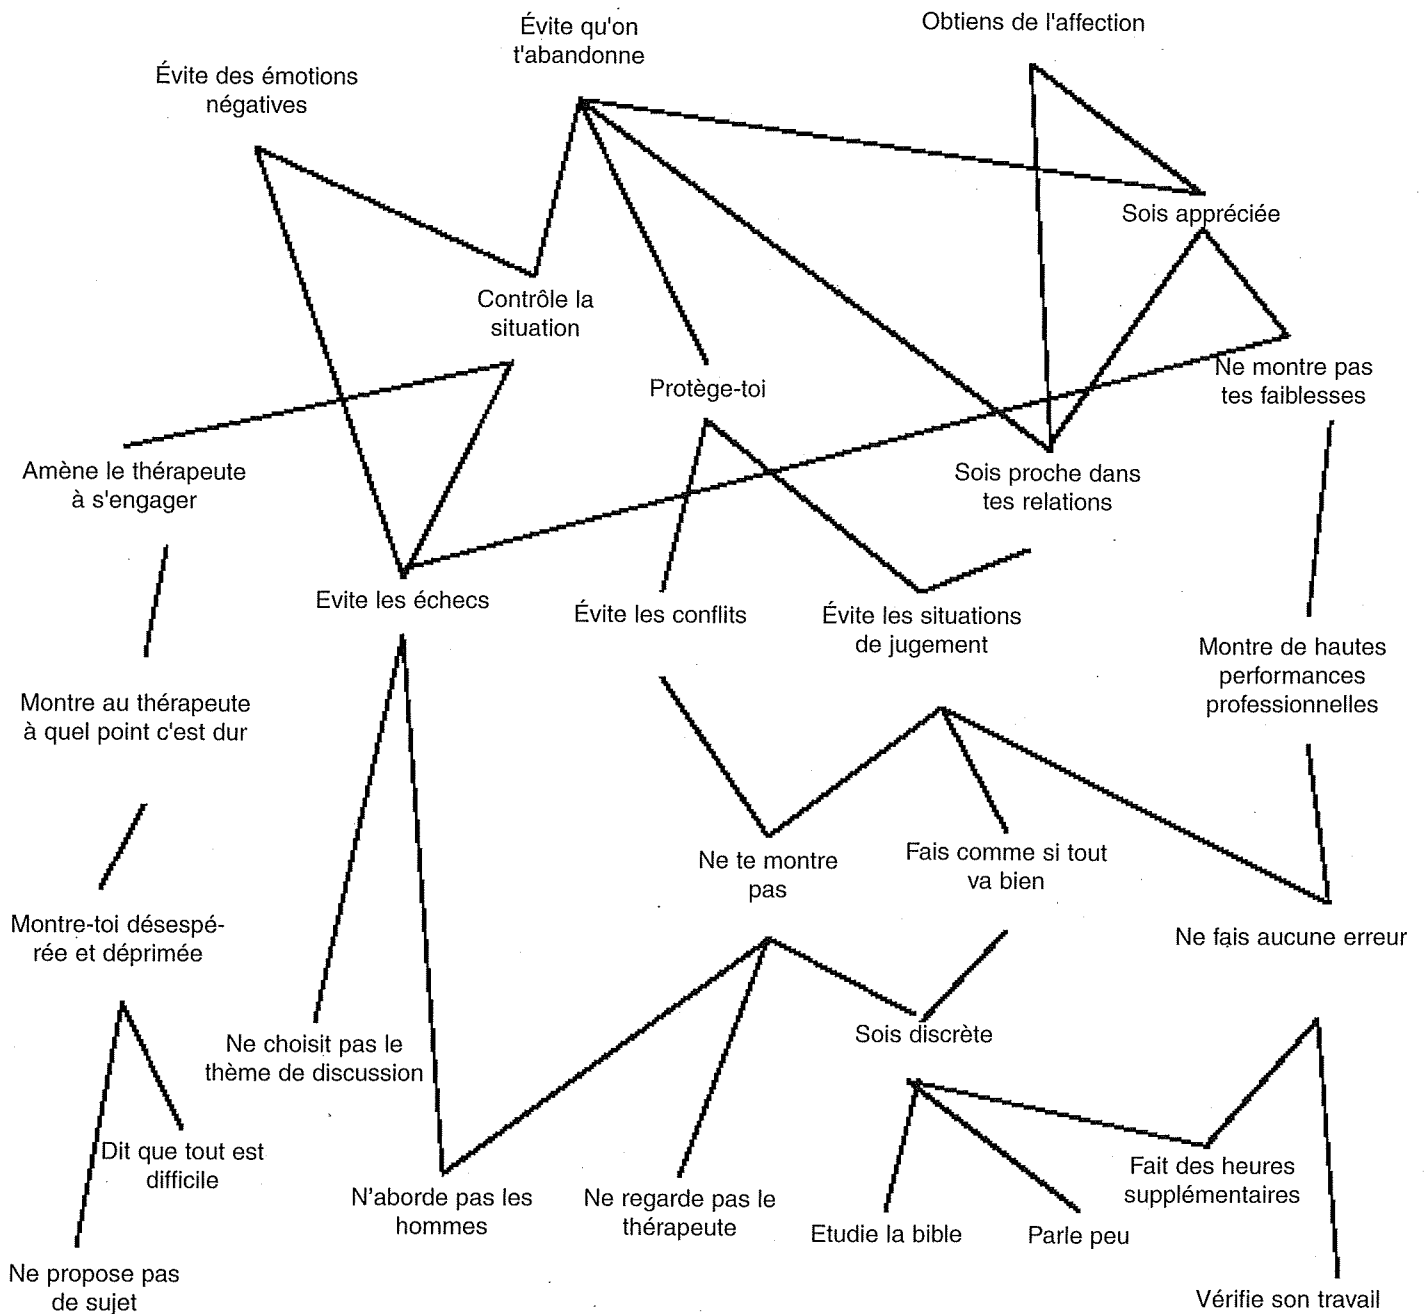 Évite qu'on
t'abandonne
Obtiens de l'affection
Évite des émotions
négatives
Sois appréciée
Contrôle la
situation
Protège-toi
Ne montre pas
tes faiblesses
Amène le thérapeute
à s'engager
Sois proche dans
tes relations
Evite les échecs
Évite les conflits
Évite les situations
de jugement
Montre de hautes
performances
professionnelles
Montre au thérapeute
à quel point c'est dur
Ne te montre
pas
Fais comme si tout
va bien
Montre-toi désespé-
rée et déprimée
Ne fais aucune erreur
Ne choisit pas le
thème de discussion
Sois discrète
Dit que tout est
difficile
N'aborde pas les
hommes
Ne regarde pas le
thérapeute
Etudie la bible
Parle peu
Fait des heures
supplémentaires
Ne propose pas
de sujet
Vérifie son travail